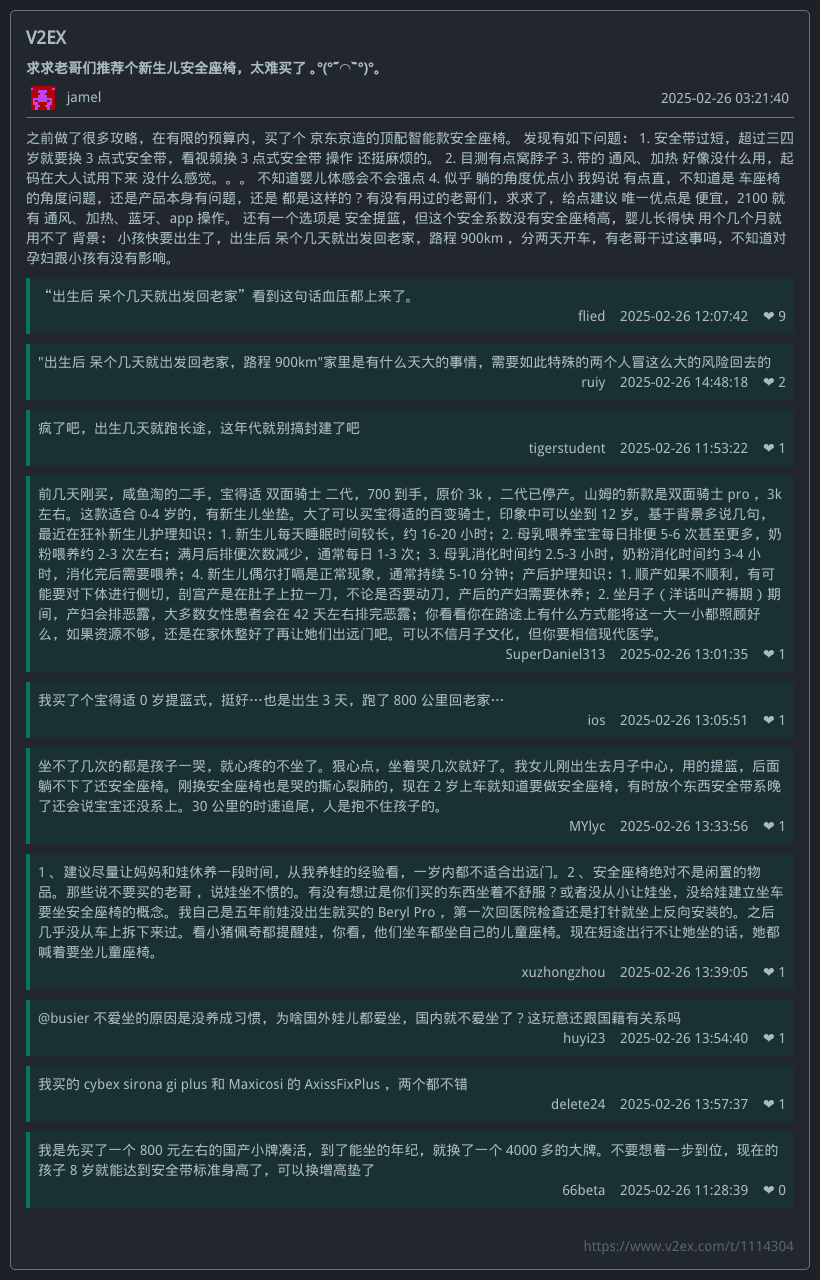 V2EX
求求老哥们推荐个新生儿安全座椅，太难买了 。°(°˜◠˜°)°。
jamel 2025-02-26 03:21:40
之前做了很多攻略，在有限的预算内，买了个 京东京造的顶配智能款安全座椅。 发现有如下问题： 1. 安全带过短，超过三四
岁就要换 3 点式安全带，看视频换 3 点式安全带 操作 还挺麻烦的。 2. 目测有点窝脖子 3. 带的 通风、加热 好像没什么用，起
码在大人试用下来 没什么感觉。。。 不知道婴儿体感会不会强点 4. 似乎 躺的角度优点小 我妈说 有点直，不知道是 车座椅
的角度问题，还是产品本身有问题，还是 都是这样的？有没有用过的老哥们，求求了，给点建议 唯一优点是 便宜，2100 就
有 通风、加热、蓝牙、app 操作。 还有一个选项是 安全提篮，但这个安全系数没有安全座椅高，婴儿长得快 用个几个月就
用不了 背景： 小孩快要出生了，出生后 呆个几天就出发回老家，路程 900km ，分两天开车，有老哥干过这事吗，不知道对
孕妇跟小孩有没有影响。
“出生后 呆个几天就出发回老家”看到这句话血压都上来了。
flied 2025-02-26 12:07:42 ❤ 9
"出生后 呆个几天就出发回老家，路程 900km"家里是有什么天大的事情，需要如此特殊的两个人冒这么大的风险回去的
ruiy 2025-02-26 14:48:18 ❤ 2
疯了吧，出生几天就跑长途，这年代就别搞封建了吧
tigerstudent 2025-02-26 11:53:22 ❤ 1
前几天刚买，咸鱼淘的二手，宝得适 双面骑士 二代，700 到手，原价 3k ，二代已停产。山姆的新款是双面骑士 pro ，3k
左右。这款适合 0-4 岁的，有新生儿坐垫。大了可以买宝得适的百变骑士，印象中可以坐到 12 岁。基于背景多说几句，
最近在狂补新生儿护理知识：1. 新生儿每天睡眠时间较长，约 16-20 小时；2. 母乳喂养宝宝每日排便 5-6 次甚至更多，奶
粉喂养约 2-3 次左右；满月后排便次数减少，通常每日 1-3 次；3. 母乳消化时间约 2.5-3 小时，奶粉消化时间约 3-4 小
时，消化完后需要喂养；4. 新生儿偶尔打嗝是正常现象，通常持续 5-10 分钟；产后护理知识：1. 顺产如果不顺利，有可
能要对下体进行侧切，剖宫产是在肚子上拉一刀，不论是否要动刀，产后的产妇需要休养；2. 坐月子（洋话叫产褥期）期
间，产妇会排恶露，大多数女性患者会在 42 天左右排完恶露；你看看你在路途上有什么方式能将这一大一小都照顾好
么，如果资源不够，还是在家休整好了再让她们出远门吧。可以不信月子文化，但你要相信现代医学。
SuperDaniel313 2025-02-26 13:01:35 ❤ 1
我买了个宝得适 0 岁提篮式，挺好⋯也是出生 3 天，跑了 800 公里回老家⋯
ios 2025-02-26 13:05:51 ❤ 1
坐不了几次的都是孩子一哭，就心疼的不坐了。狠心点，坐着哭几次就好了。我女儿刚出生去月子中心，用的提篮，后面
躺不下了还安全座椅。刚换安全座椅也是哭的撕心裂肺的，现在 2 岁上车就知道要做安全座椅，有时放个东西安全带系晚
了还会说宝宝还没系上。30 公里的时速追尾，人是抱不住孩子的。
MYlyc 2025-02-26 13:33:56 ❤ 1
1 、建议尽量让妈妈和娃休养一段时间，从我养蛙的经验看，一岁内都不适合出远门。2 、安全座椅绝对不是闲置的物
品。那些说不要买的老哥 ，说娃坐不惯的。有没有想过是你们买的东西坐着不舒服？或者没从小让娃坐，没给娃建立坐车
要坐安全座椅的概念。我自己是五年前娃没出生就买的 Beryl Pro ，第一次回医院检查还是打针就坐上反向安装的。之后
几乎没从车上拆下来过。看小猪佩奇都提醒娃，你看，他们坐车都坐自己的儿童座椅。现在短途出行不让她坐的话，她都
喊着要坐儿童座椅。
xuzhongzhou 2025-02-26 13:39:05 ❤ 1
@busier 不爱坐的原因是没养成习惯，为啥国外娃儿都爱坐，国内就不爱坐了？这玩意还跟国籍有关系吗
huyi23 2025-02-26 13:54:40 ❤ 1
我买的 cybex sirona gi plus 和 Maxicosi 的 AxissFixPlus ，两个都不错
delete24 2025-02-26 13:57:37 ❤ 1
我是先买了一个 800 元左右的国产小牌凑活，到了能坐的年纪，就换了一个 4000 多的大牌。不要想着一步到位，现在的
孩子 8 岁就能达到安全带标准身高了，可以换增高垫了
66beta 2025-02-26 11:28:39 ❤ 0
https://www.v2ex.com/t/1114304